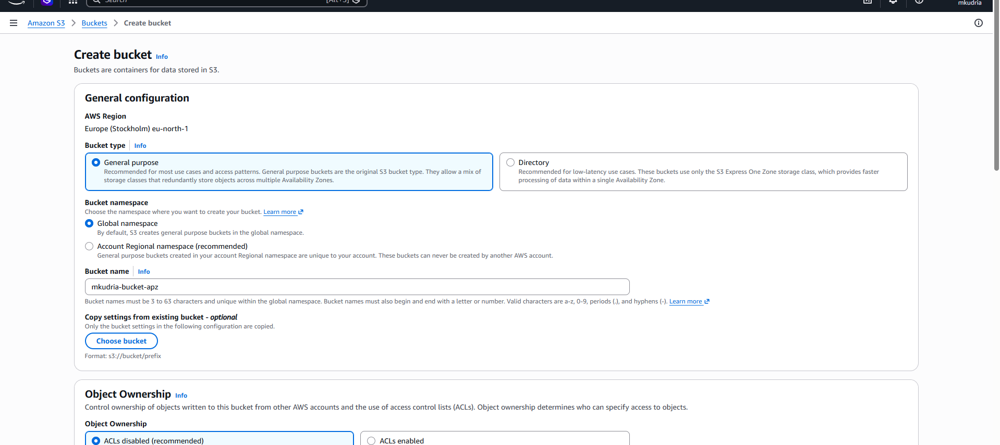 Search
[Alt+S]
mkudria
Amazon S3
Buckets
Create bucket
Create bucket Info
Buckets are containers for data stored in S3.
General configuration
AWS Region
Europe (Stockholm) eu-north-1
Bucket type Info
General purpose
Recommended for most use cases and access patterns. General purpose buckets are the original S3 bucket type. They allow a mix of
storage classes that redundantly store objects across multiple Availability Zones.
Directory
Recommended for low-latency use cases. These buckets use only the S3 Express One Zone storage class, which provides faster
processing of data within a single Availability Zone.
Bucket namespace
Choose the namespace where you want to create your bucket. Learn more
Global namespace
By default, S3 creates general purpose buckets in the global namespace.
Account Regional namespace (recommended)
General purpose buckets created in your account Regional namespace are unique to your account. These buckets can never be created by another AWS account.
Bucket name Info
mkudria-bucket-apz
Bucket names must be 3 to 63 characters and unique within the global namespace. Bucket names must also begin and end with a letter or number. Valid characters are a-z, 0-9, periods (.), and hyphens (-). Learn more
Copy settings from existing bucket - optional
Only the bucket settings in the following configuration are copied.
Choose bucket
Format: s3://bucket/prefix
Object Ownership Info
Control ownership of objects written to this bucket from other AWS accounts and the use of access control lists (ACLs). Object ownership determines who can specify access to objects.
Object Ownership
ACLs disabled (recommended)
ACLs enabled